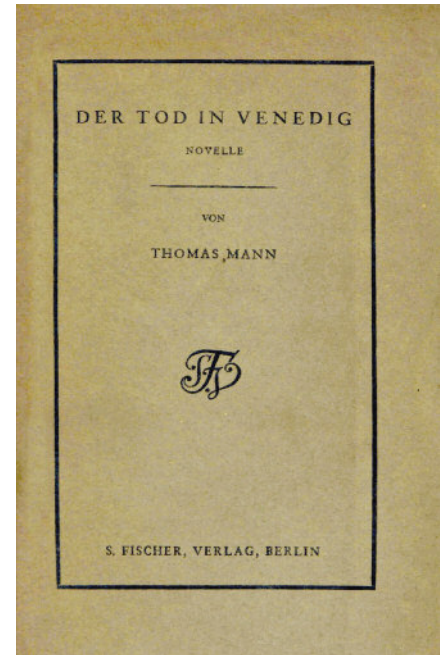 DER TOD IN VENEDIG
NOVELLE
VON
THOMAS MANN
S. FISCHER, VERLAG, BERLIN